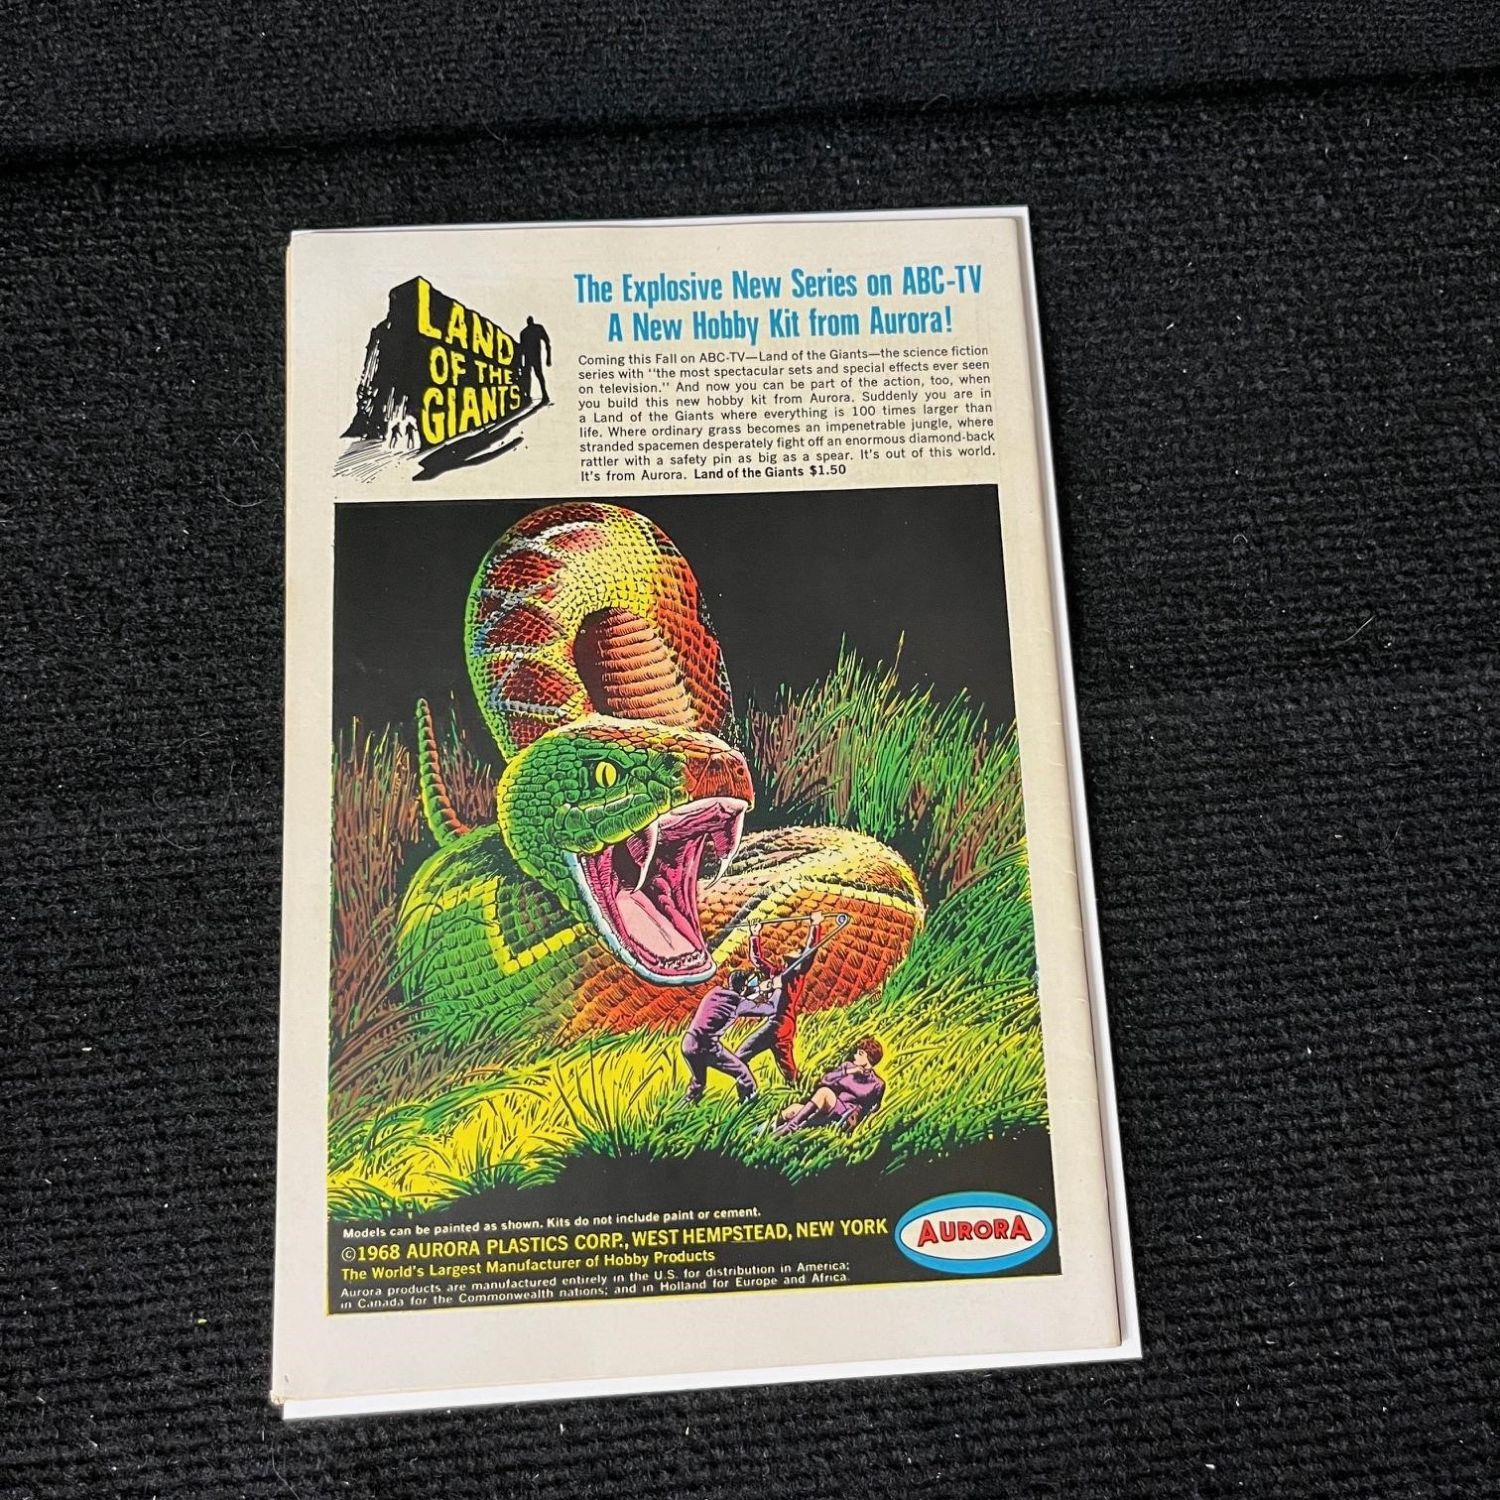 LAND
OF THE
GIANTS
The Explosive New Series on ABC-TV
A New Hobby Kit from Aurora!
Coming this Fall on ABC-TV—Land of the Giants—the science fiction
series with "the most spectacular sets and special effects ever seen
on television." And now you can be part of the action, too, when
you build this new hobby kit from Aurora. Suddenly you are in
a Land of the Giants where everything is 100 times larger than
life. Where ordinary grass becomes an impenetrable jungle, where
stranded spacemen desperately fight off an enormous diamond-back
rattler with a safety pin as big as a spear. It's out of this world.
It's from Aurora. Land of the Giants $1.50
Models can be painted as shown. Kits do not include paint or cement.
©1968 AURORA PLASTICS CORP., WEST HEMPSTEAD, NEW YORK
The World's Largest Manufacturer of Hobby Products
Aurora products are manufactured entirely in the U.S. for distribution in America;
in Canada for the Commonwealth nations; and in Holland for Europe and Africa.
AURORA